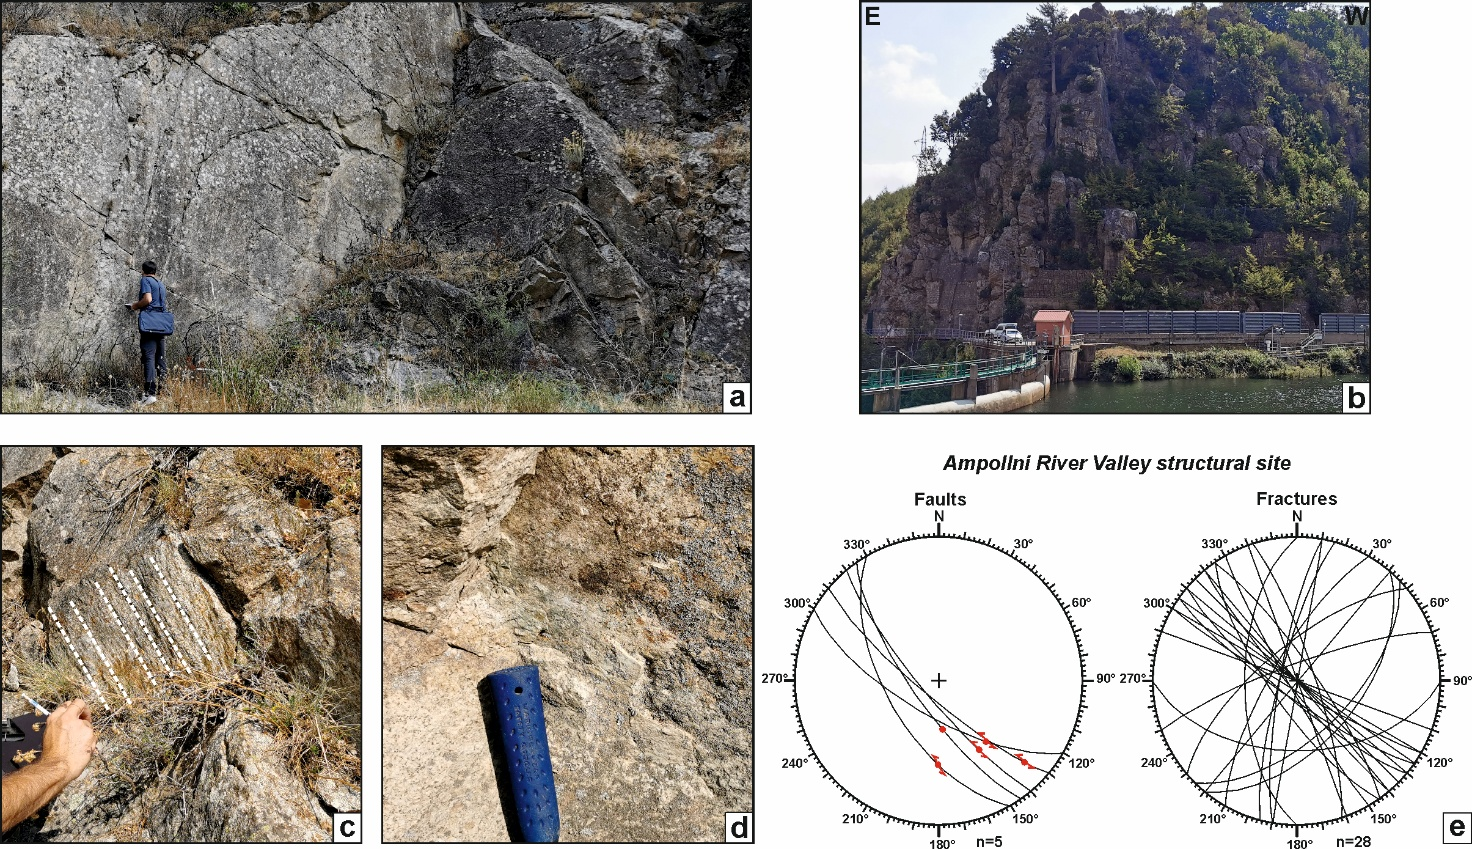 E
W
a
b
c
d
Ampollni River Valley structural site
Faults
Fractures
N
N
330°
30°
330°
30°
300°
60°
300°
60°
270°
90°
270°
90°
240°
120°
240°
120°
210°
150°
210°
150°
180°
n=5
180°
n=28
e